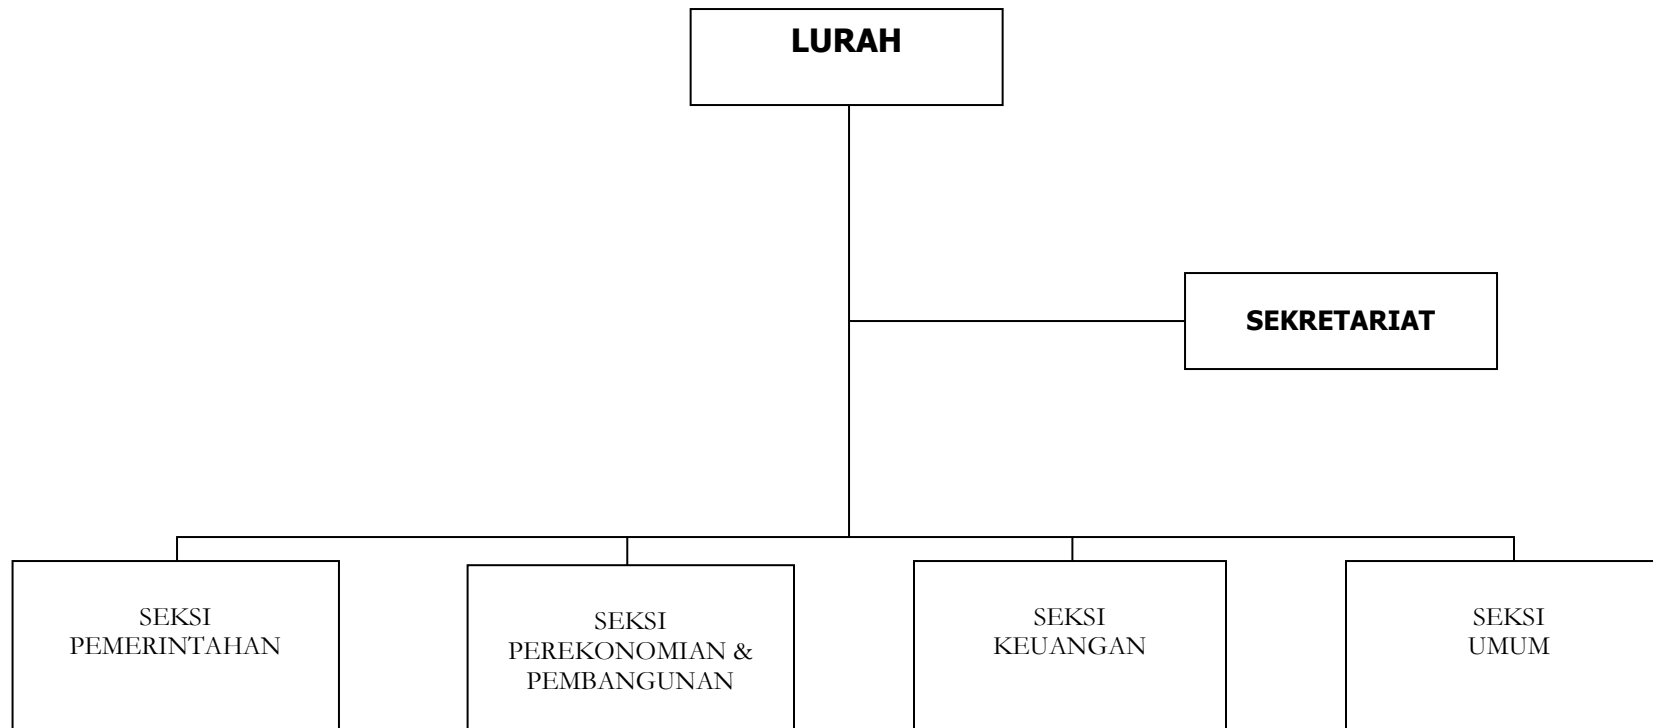 LURAH
SEKRETARIAT
SEKSI
PEMERINTAHAN
SEKSI
PEREKONOMIAN &
PEMBANGUNAN
SEKSI
KEUANGAN
SEKSI
UMUM